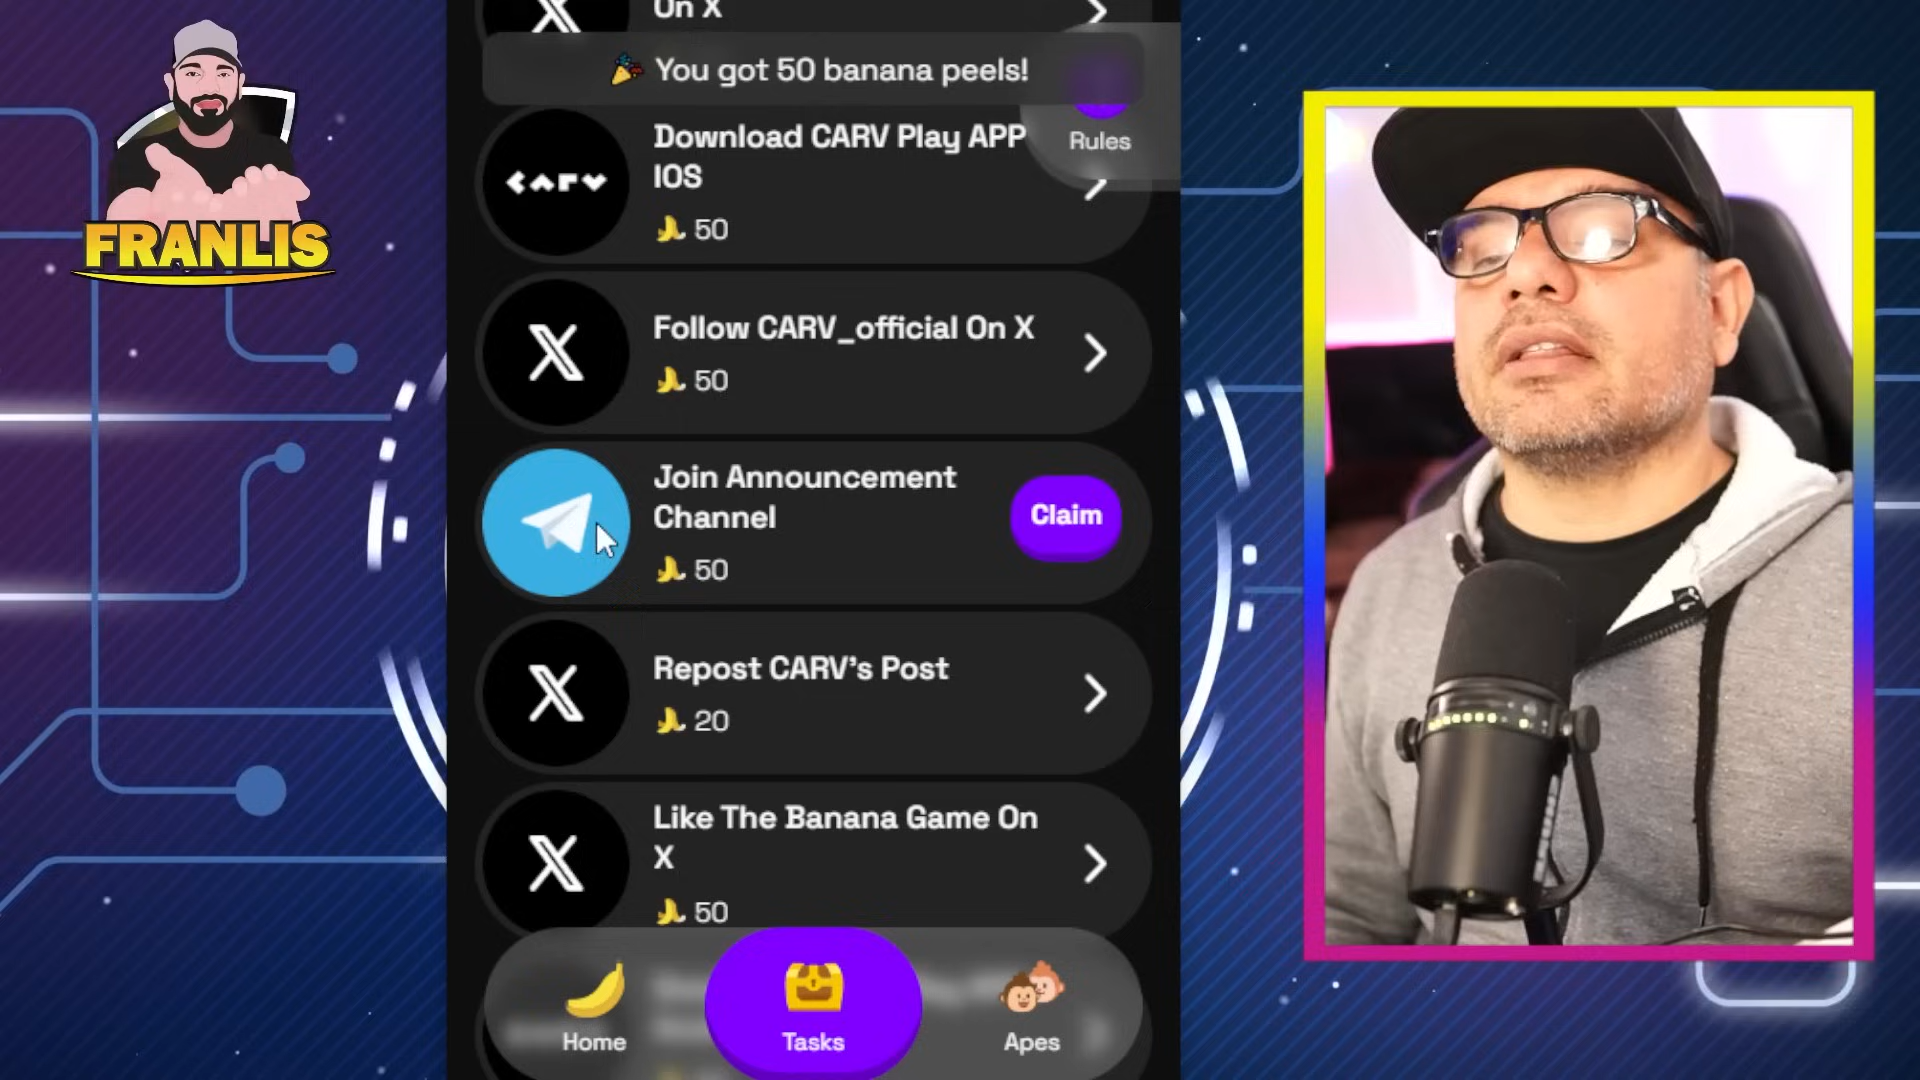 On X
🎉 You got 50 banana peels!
FRANLIS
Rules
CARV
Download CARV Play APP
IOS
50
Follow CARV_official On X
50
Join Announcement
Channel
50
Claim
Repost CARV's Post
20
Like The Banana Game On
X
50
Home
Tasks
Apes